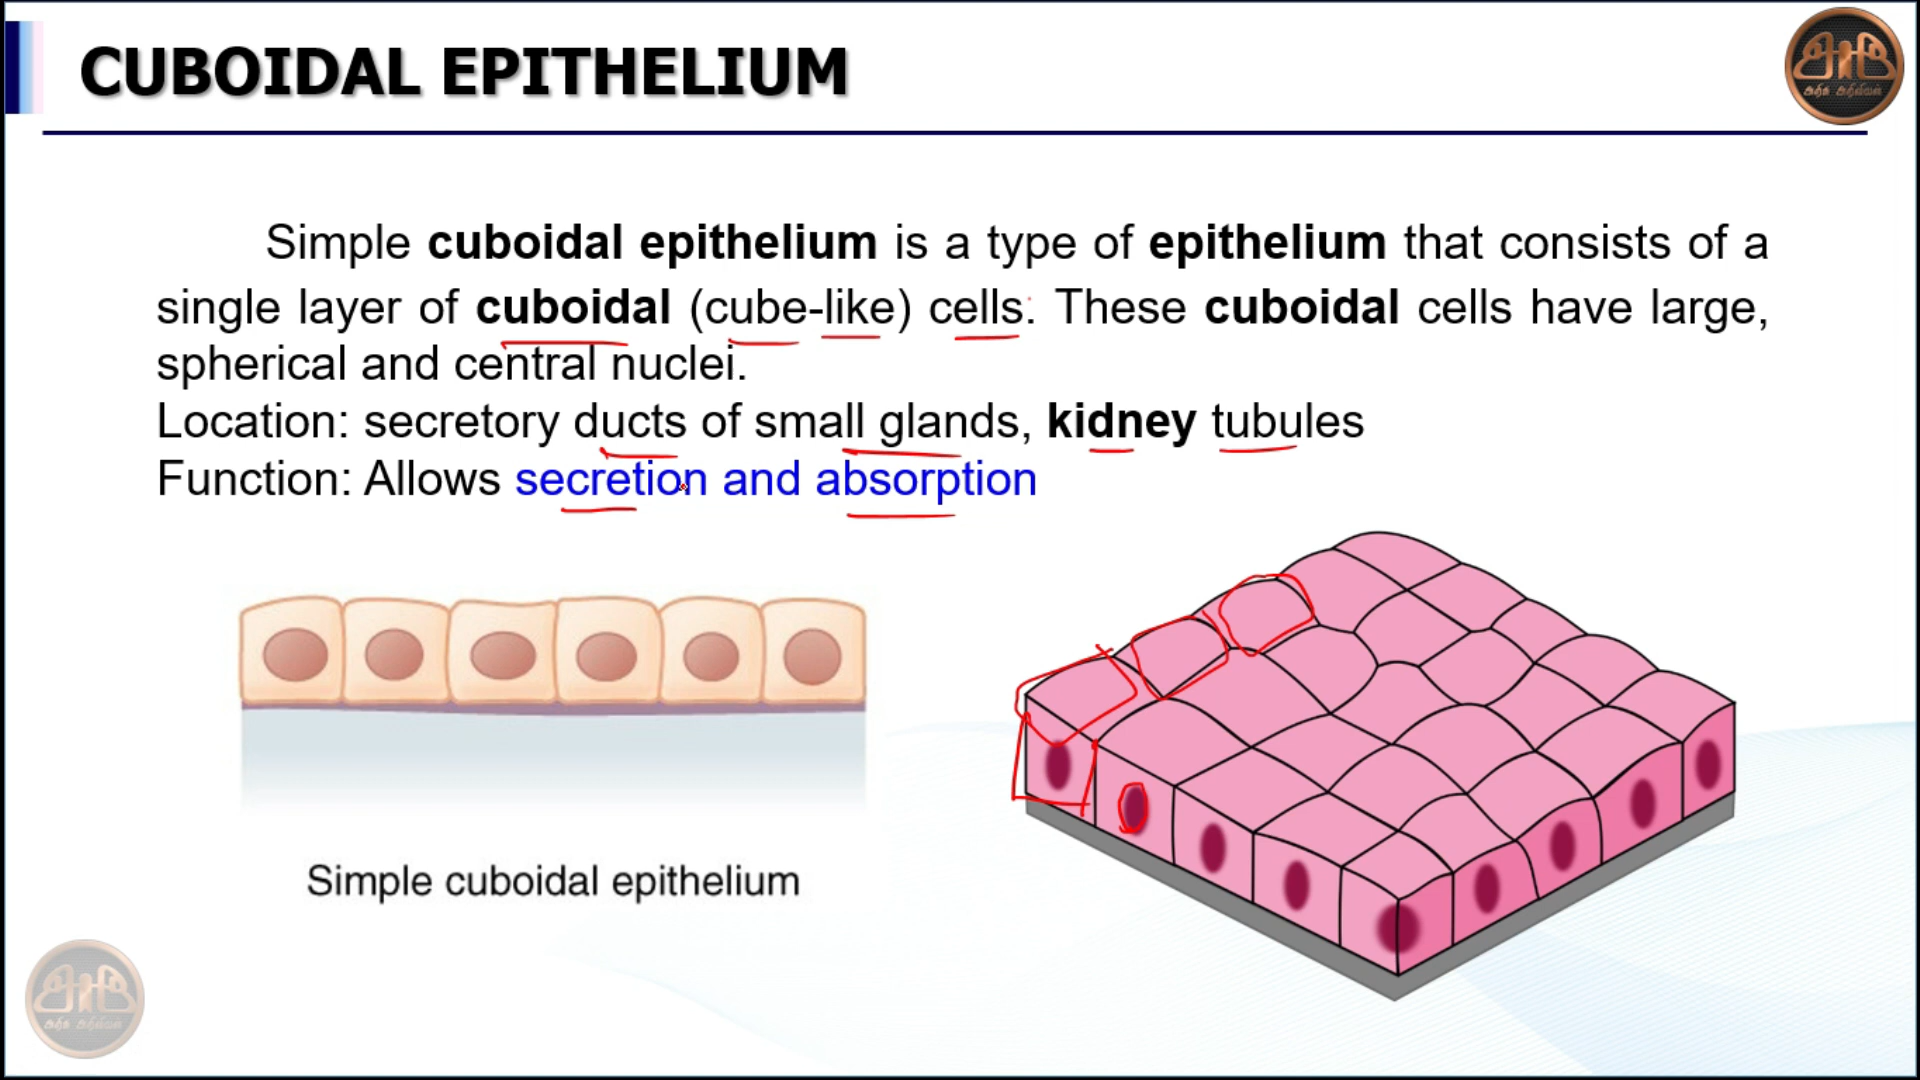 CUBOIDAL EPITHELIUM
Simple cuboidal epithelium is a type of epithelium that consists of a
single layer of cuboidal (cube-like) cells. These cuboidal cells have large,
spherical and central nuclei.
Location: secretory ducts of small glands, kidney tubules
Function: Allows secretion and absorption
Simple cuboidal epithelium